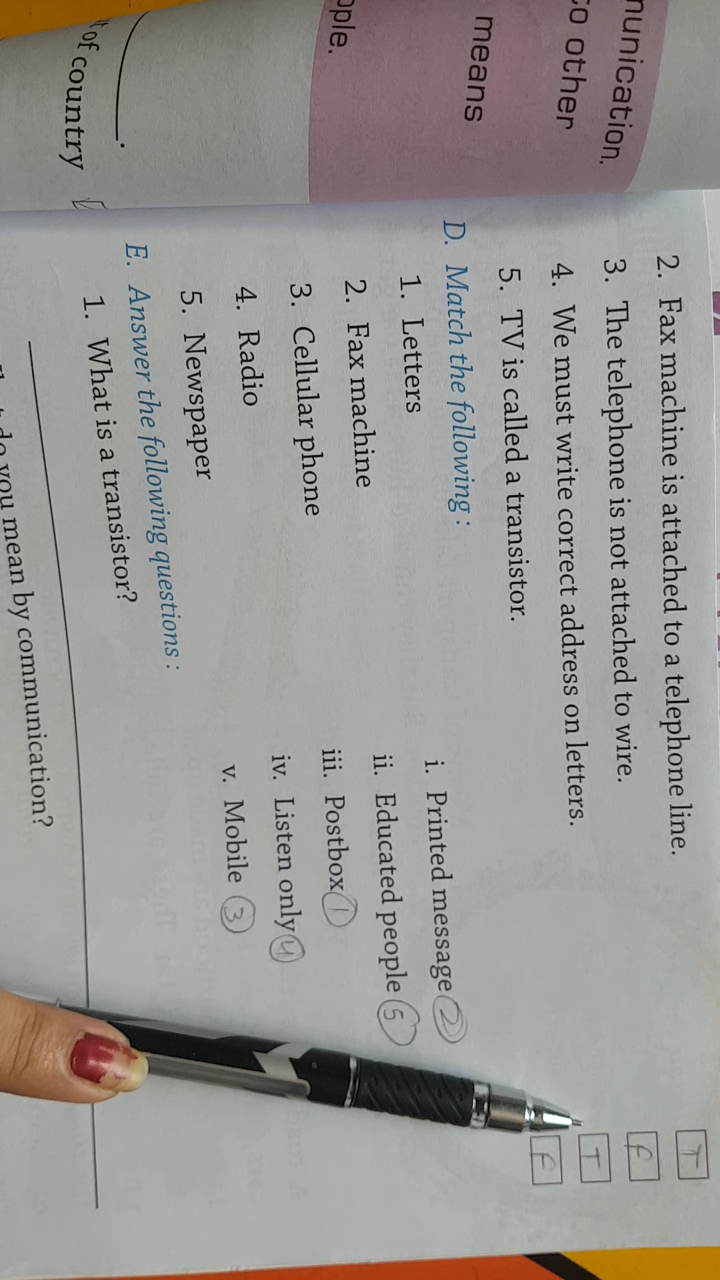 munication.
to other
means
ople.
of country
2. Fax machine is attached to a telephone line. T
3. The telephone is not attached to wire. F
4. We must write correct address on letters. T
5. TV is called a transistor. F
D. Match the following :
1. Letters i. Printed message 2
2. Fax machine ii. Educated people 5
3. Cellular phone iii. Postbox 1
4. Radio iv. Listen only 4
5. Newspaper v. Mobile 3
E. Answer the following questions :
1. What is a transistor?
do you mean by communication?